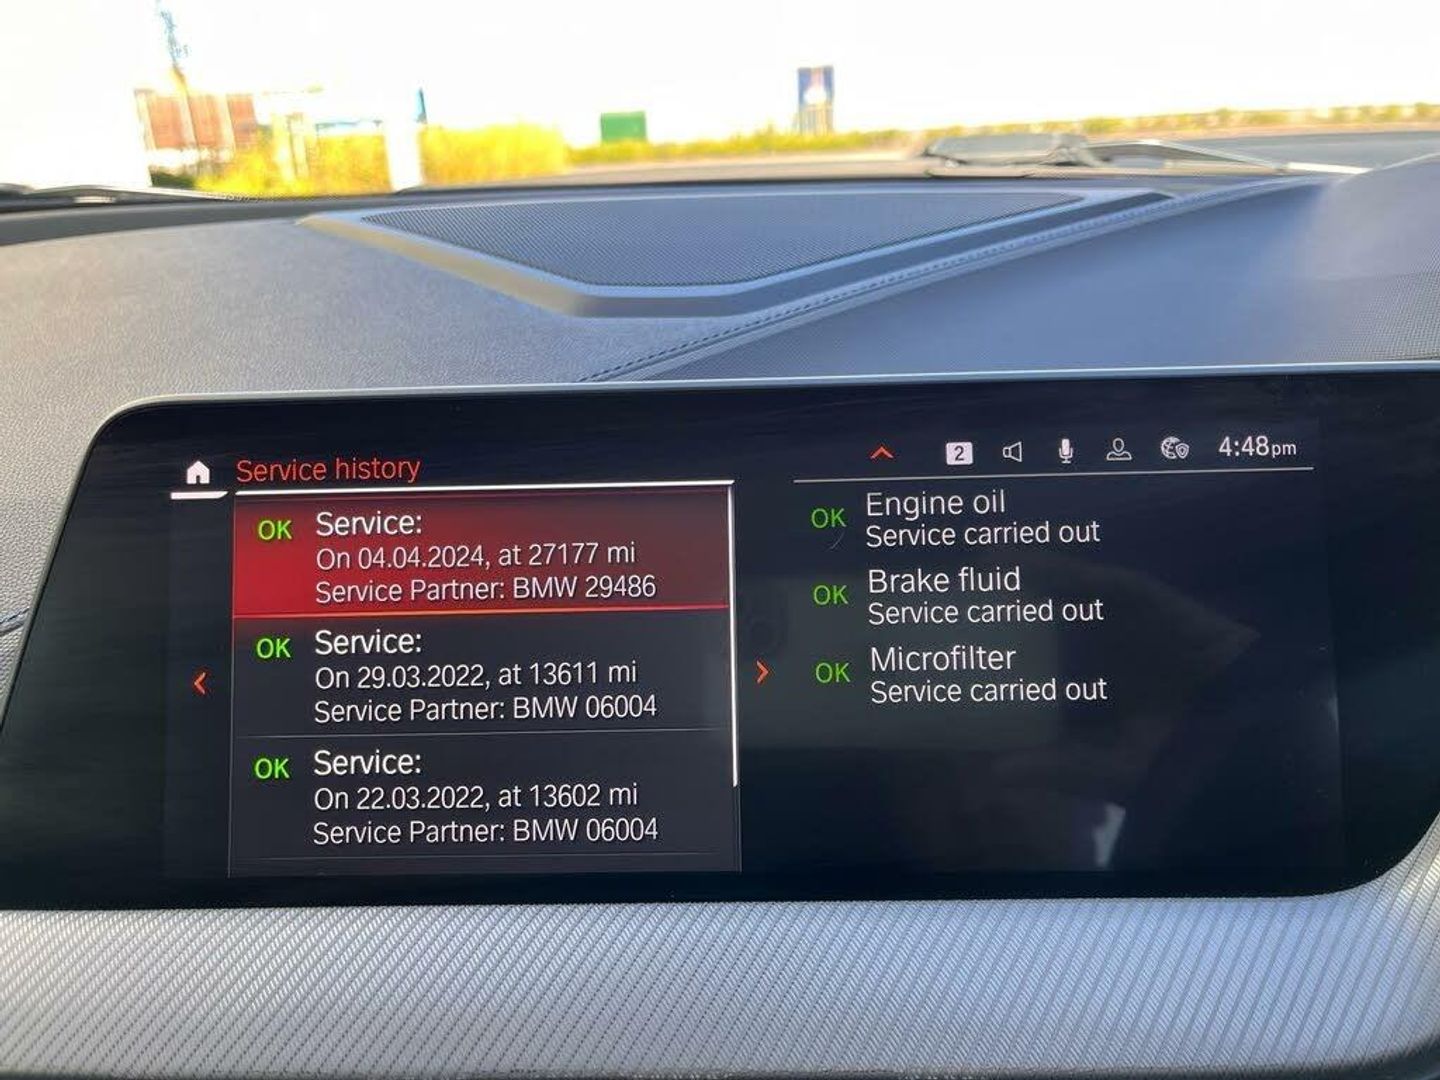 Service history
2
4:48pm
OK Service:
On 04.04.2024, at 27177 mi
Service Partner: BMW 29486
OK Service:
On 29.03.2022, at 13611 mi
Service Partner: BMW 06004
OK Service:
On 22.03.2022, at 13602 mi
Service Partner: BMW 06004
OK Engine oil
Service carried out
OK Brake fluid
Service carried out
OK Microfilter
Service carried out